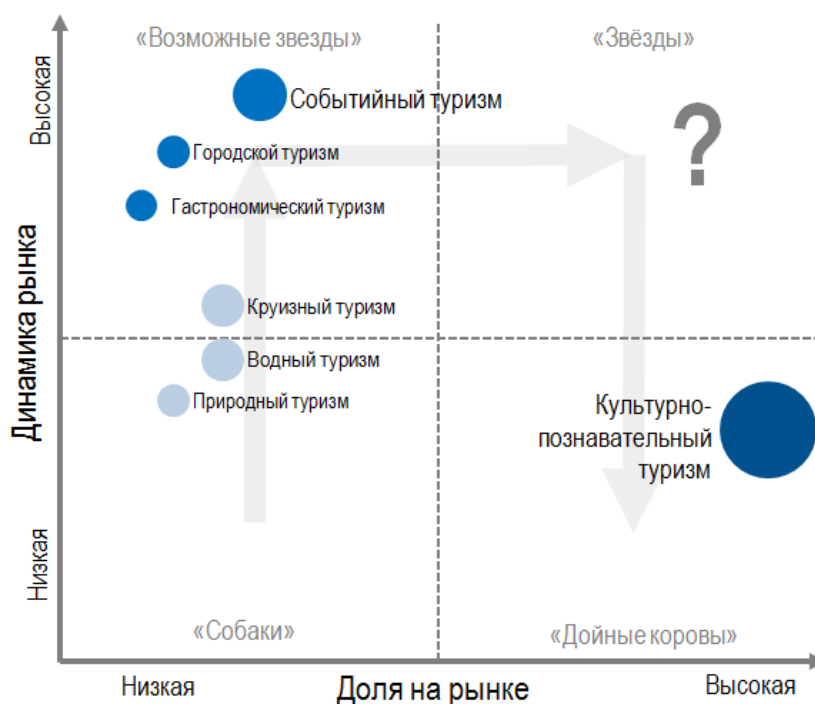 «Возможные звезды»
«Звёзды»
Высокая
Событийный туризм
?
Городской туризм
Гастрономический туризм
Динамика рынка
Круизный туризм
Водный туризм
Природный туризм
Культурно-
познавательный
туризм
Низкая
«Собаки»
«Дойные коровы»
Низкая
Доля на рынке
Высокая